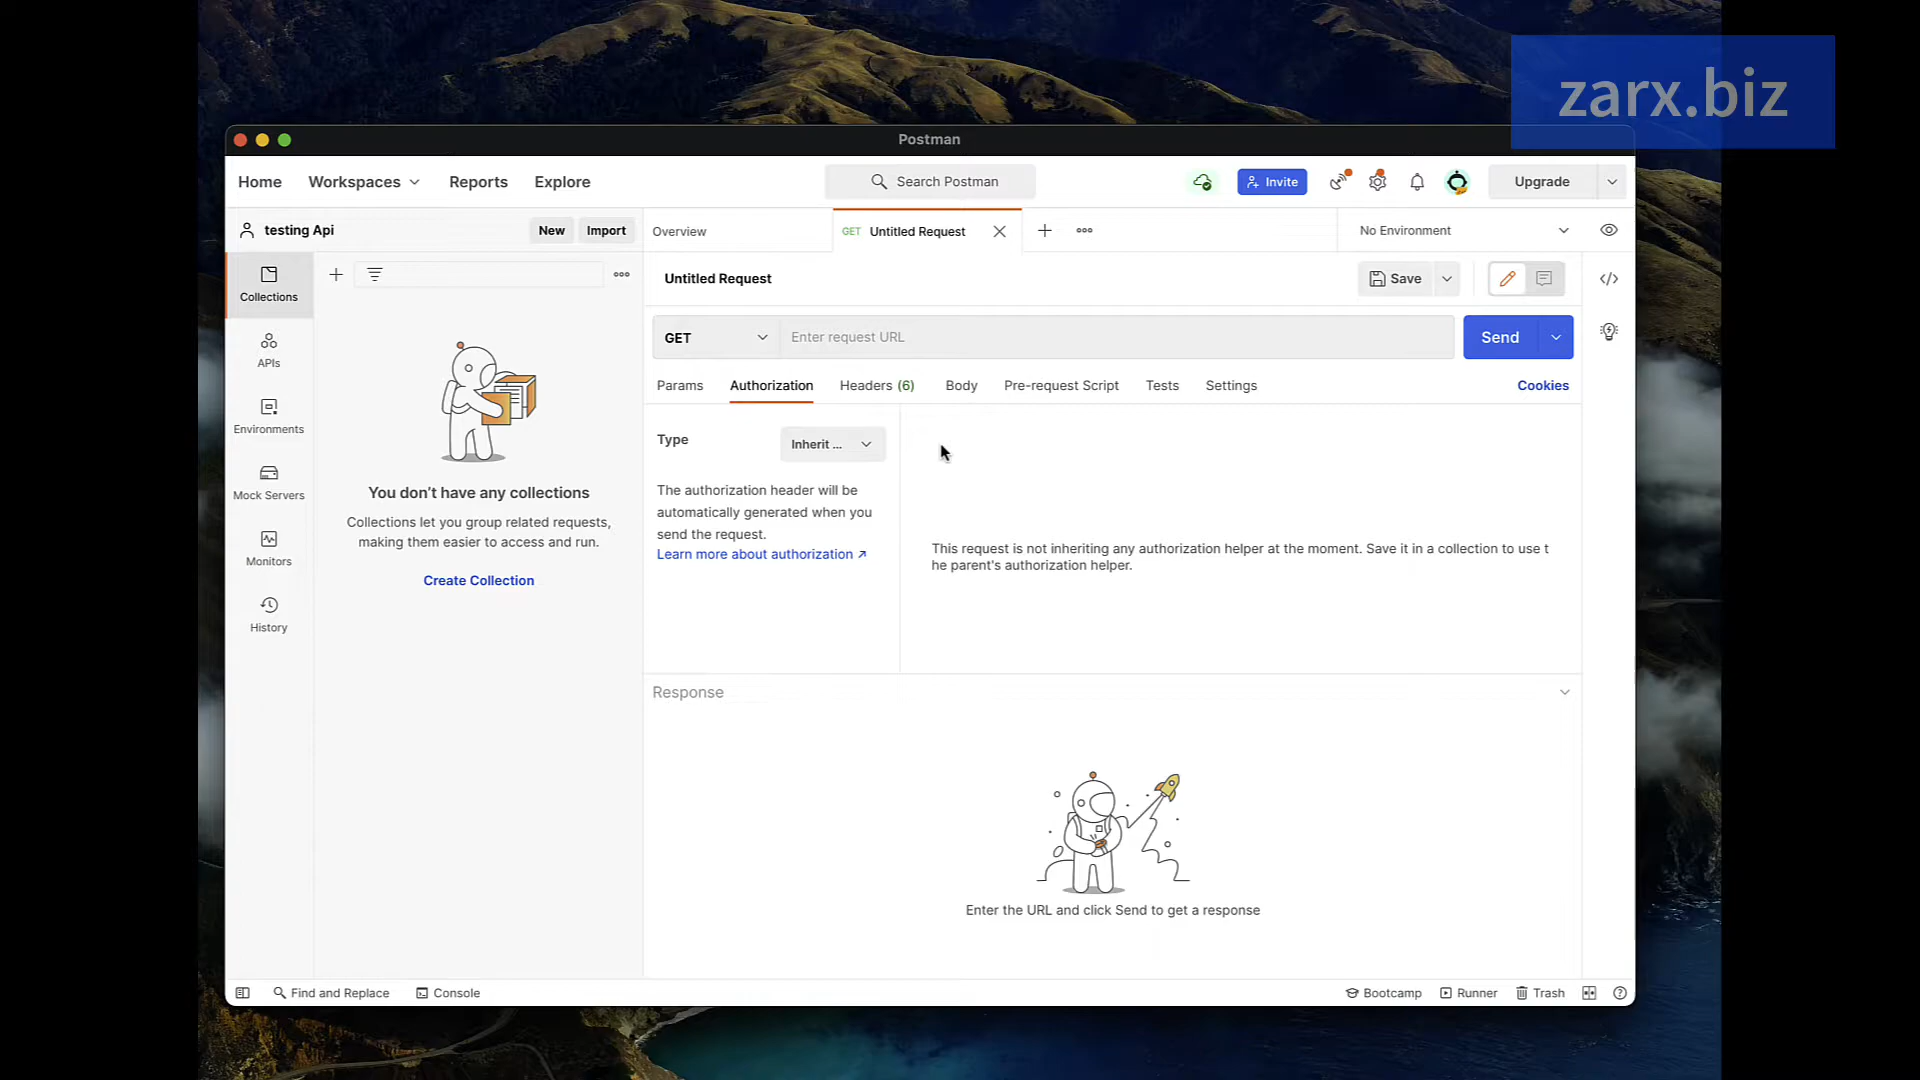 zarx.biz
Postman
Home
Workspaces
Reports
Explore
Search Postman
Invite
Upgrade
testing Api
New
Import
Overview
GET Untitled Request
No Environment
Collections
Untitled Request
Save
APIs
GET
Enter request URL
Send
Params
Authorization
Headers (6)
Body
Pre-request Script
Tests
Settings
Cookies
Environments
Type
Inherit ...
Mock Servers
You don’t have any collections
Collections let you group related requests,
making them easier to access and run.
Create Collection
The authorization header will be
automatically generated when you
send the request.
Learn more about authorization ↗
This request is not inheriting any authorization helper at the moment. Save it in a collection to use t
he parent's authorization helper.
Monitors
History
Response
Enter the URL and click Send to get a response
Find and Replace
Console
Bootcamp
Runner
Trash